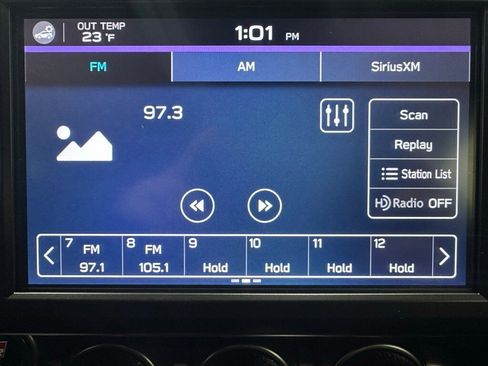 OUT TEMP
23 °F
1:01 PM
FM AM SiriusXM
97.3
Scan
Replay
Station List
HD Radio OFF
7 FM 97.1
8 FM 105.1
9 Hold
10 Hold
11 Hold
12 Hold